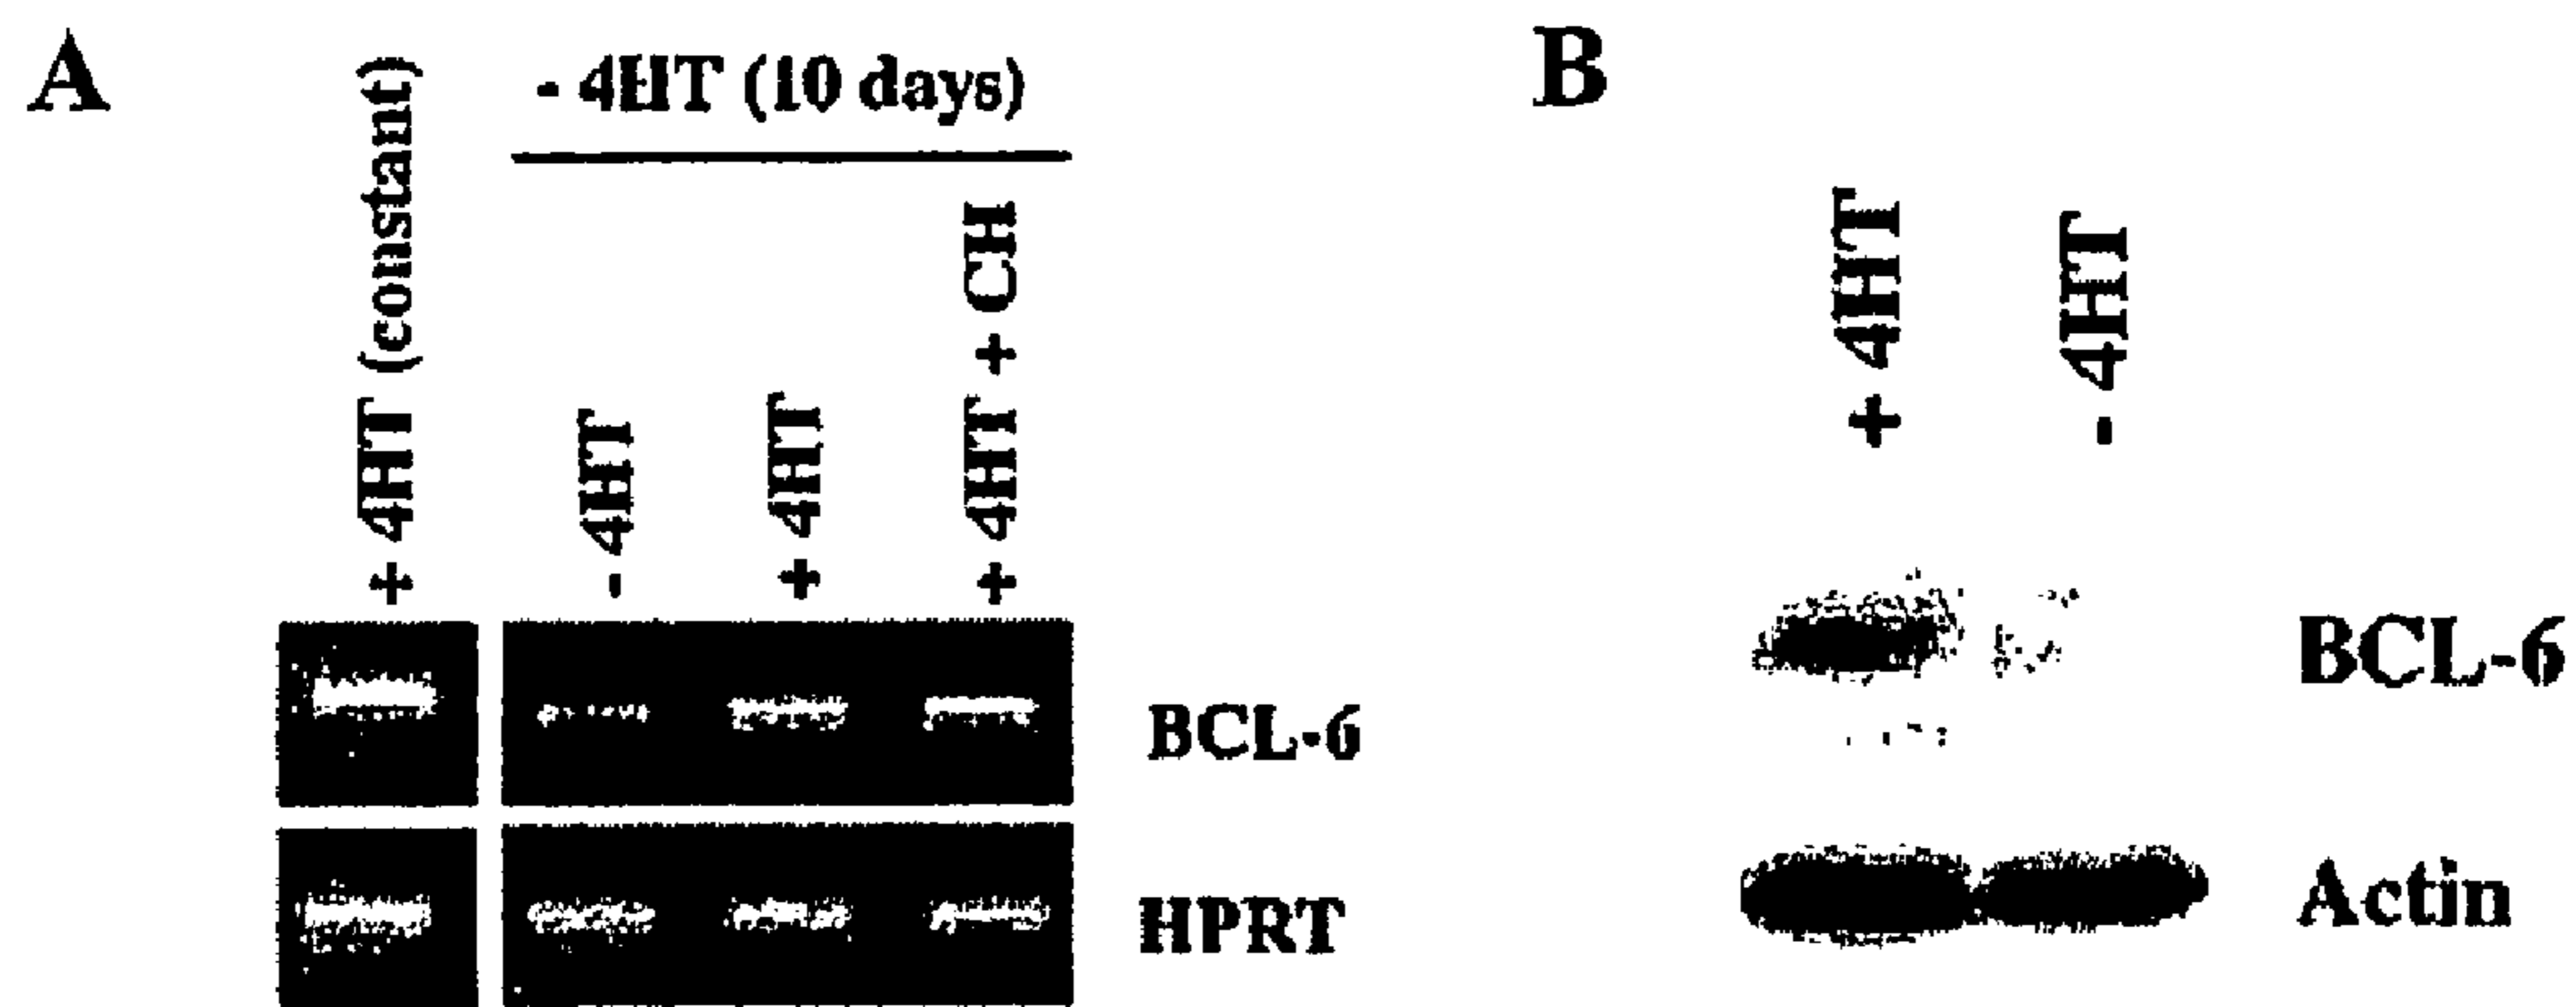 A
+ 4HT (constant)
- 4HT (10 days)
- 4HT
+ 4HT
+ 4HT + CH
BCL-6
HPRT
B
+ 4HT
- 4HT
BCL-6
Actin